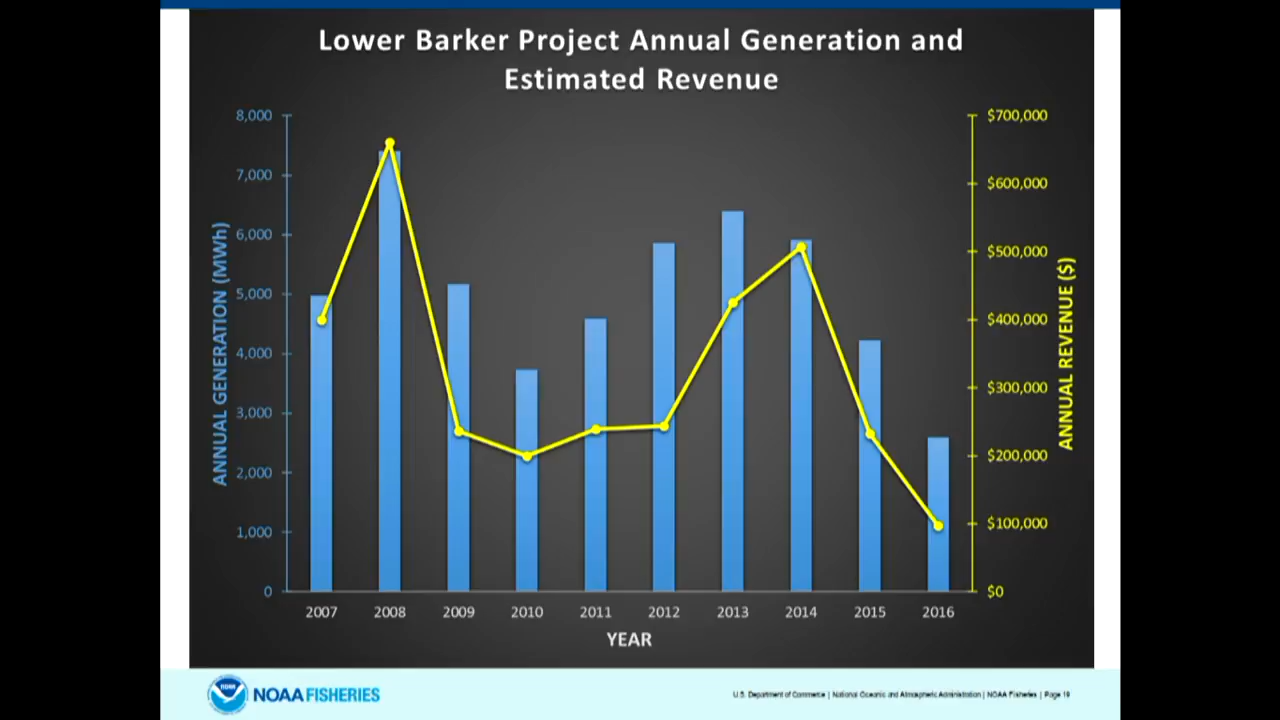 Lower Barker Project Annual Generation and
Estimated Revenue
8,000
7,000
6,000
5,000
4,000
3,000
2,000
1,000
0
ANNUAL GENERATION (MWh)
$700,000
$600,000
$500,000
$400,000
$300,000
$200,000
$100,000
$0
ANNUAL REVENUE ($)
2007 2008 2009 2010 2011 2012 2013 2014 2015 2016
YEAR
NOAA
NOAA FISHERIES
U.S. Department of Commerce | National Oceanic and Atmospheric Administration | NOAA Fisheries | Page 19